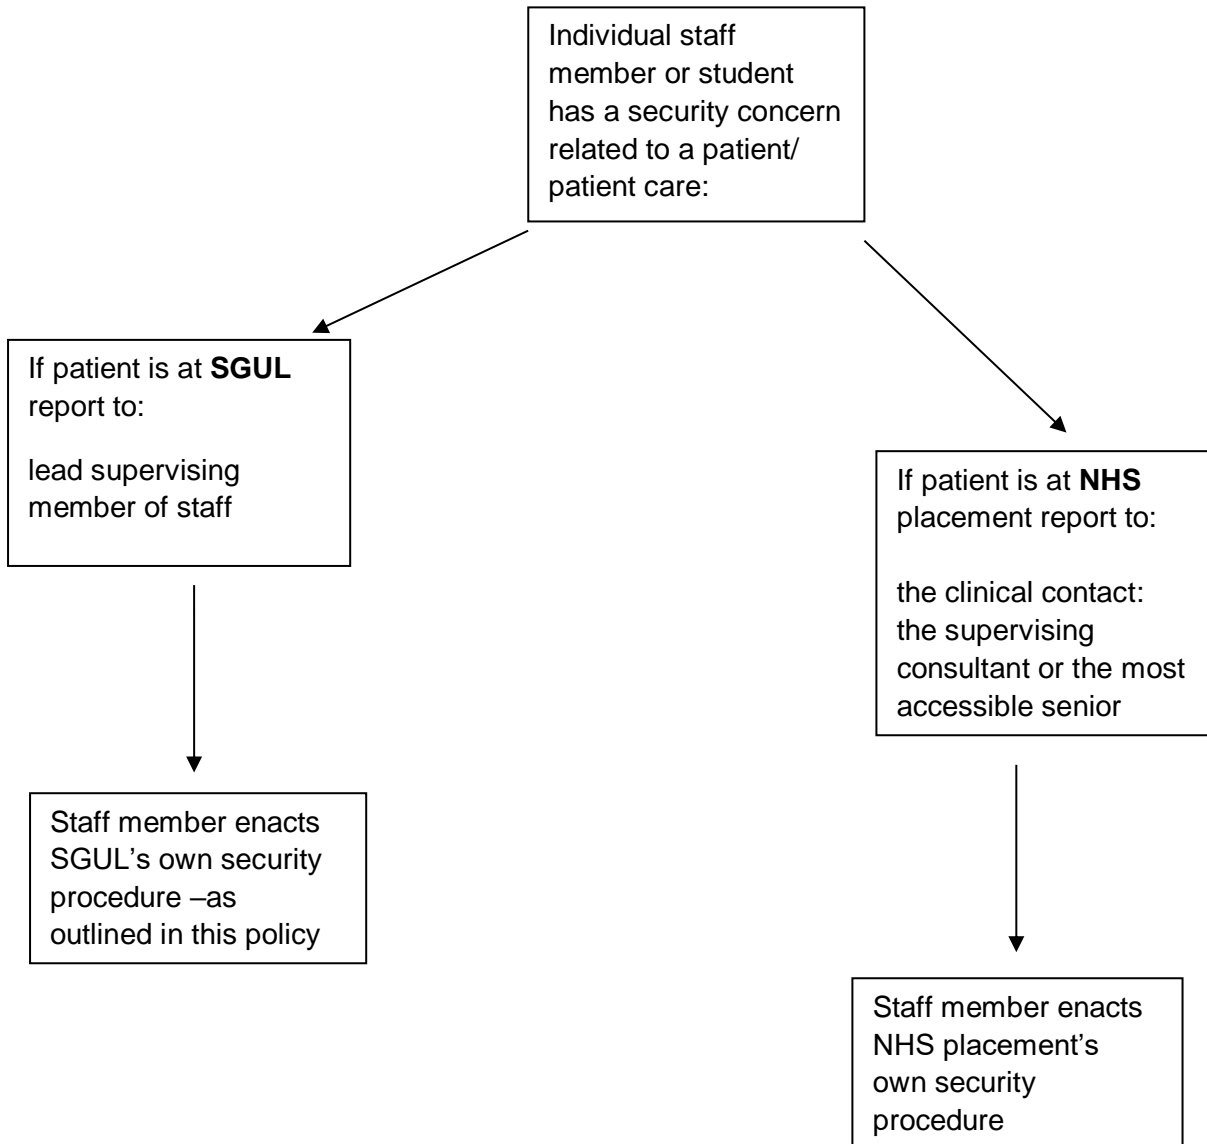 Individual staff
member or student
has a security concern
related to a patient/
patient care:
If patient is at SGUL
report to:
lead supervising
member of staff
If patient is at NHS
placement report to:
the clinical contact:
the supervising
consultant or the most
accessible senior
Staff member enacts
SGUL’s own security
procedure –as
outlined in this policy
Staff member enacts
NHS placement’s
own security
procedure